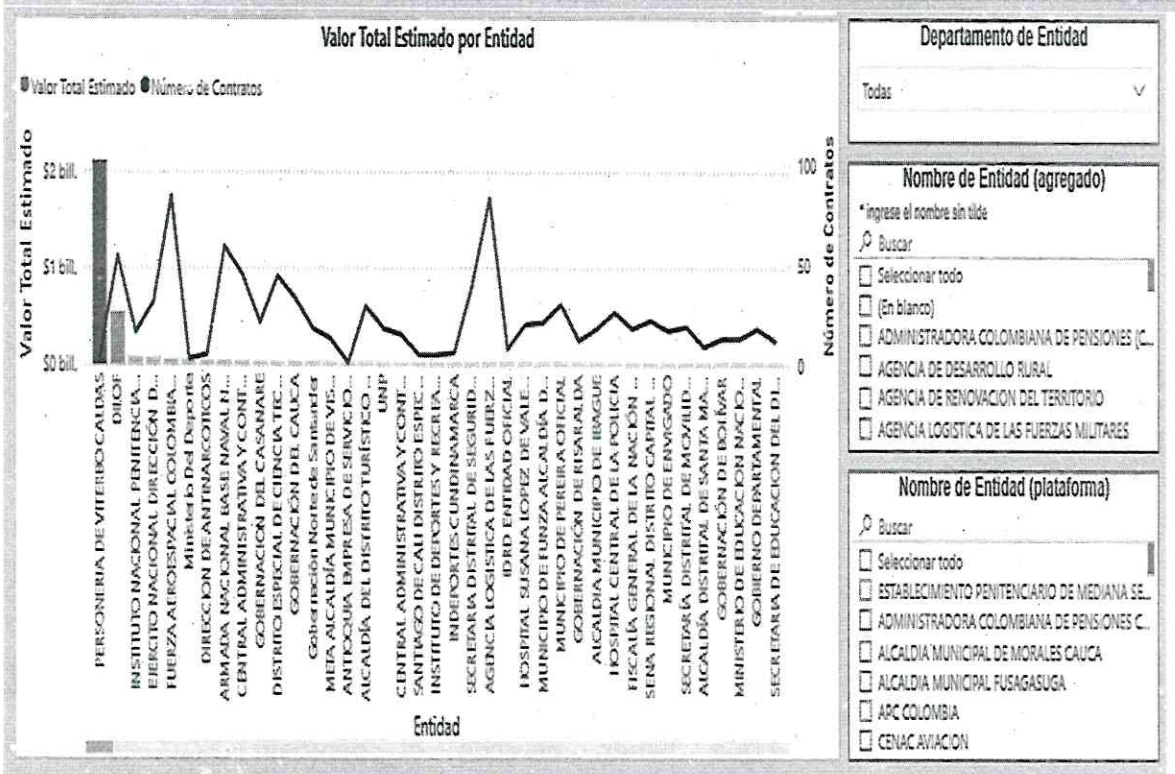 Valor Total Estimado por Entidad
Valor Total Estimado Número de Contratos
Valor Total Estimado
$2 bill.
$1 bill.
$0 bill.
100
50
0
Número de Contratos
PERSONERIA DE VITERBO CALDAS
DILOF
INSTITUTO NACIONAL PENITENCIA...
EJERCITO NACIONAL DIRECCIÓN D...
FUERZA AEROESPACIAL COLOMBIA...
Ministerio Del Deporte
DIRECCION DE ANTINARCOTICOS
ARMADA NACIONAL BASE NAVAL N...
CENTRAL ADMINISTRATIVA Y CONT...
GOBERNACION DEL CASANARE
DISTRITO ESPECIAL DE CIENCIA TEC...
GOBERNACIÓN DEL CAUCA
Gobernación Norte de Santander
META ALCALDÍA MUNICIPIO DE VIS...
ANTIOQUIA EMPRESA DE SERVICIO...
ALCALDÍA DEL DISTRITO TURÍSTICO...
UNP
CENTRAL ADMINISTRATIVA Y CONT...
SANTIAGO DE CALI DISTRITO ESPEC...
INSTITUTO DE DEPORTES Y RECREA...
INDEPORTES CUNDINAMARCA
SECRETARIA DISTRITAL DE SEGURID...
AGENCIA LOGISTICA DE LAS FUERZ...
IDRD ENTIDAD OFICIAL
HOSPITAL SUSANA LOPEZ DE VALE...
MUNICIPIO DE FUNZA ALCALDÍA D...
MUNICIPIO DE PEREIRA OFICIAL
GOBERNACIÓN DE RISARALDA
ALCALDIA MUNICIPIO DE IBAGUE
HOSPITAL CENTRAL DE LA POLICIA
FISCALÍA GENERAL DE LA NACIÓN ...
SENA REGIONAL DISTRITO CAPITAL ...
MUNICIPIO DE ENVIGADO
SECRETARÍA DISTRITAL DE MOVILID...
ALCALDÍA DISTRITAL DE SANTA MA...
GOBERNACIÓN DE BOLÍVAR
MINISTERIO DE EDUCACION NACIO...
GOBIERNO DEPARTAMENTAL
SECRETARIA DE EDUCACION DEL DI...
Entidad
Departamento de Entidad
Todas
Nombre de Entidad (agregado)
* ingrese el nombre sin tilde
Buscar
Seleccionar todo
(En blanco)
ADMINISTRADORA COLOMBIANA DE PENSIONES (C...
AGENCIA DE DESARROLLO RURAL
AGENCIA DE RENOVACION DEL TERRITORIO
AGENCIA LOGISTICA DE LAS FUERZAS MILITARES
Nombre de Entidad (plataforma)
Buscar
Seleccionar todo
ESTABLECIMIENTO PENITENCIARIO DE MEDIANA SE...
ADMINISTRADORA COLOMBIANA DE PENSIONES C...
ALCALDIA MUNICIPAL DE MORALES CAUCA
ALCALDIA MUNICIPAL FUSAGASUGA
APC COLOMBIA
CENAC AVIACION